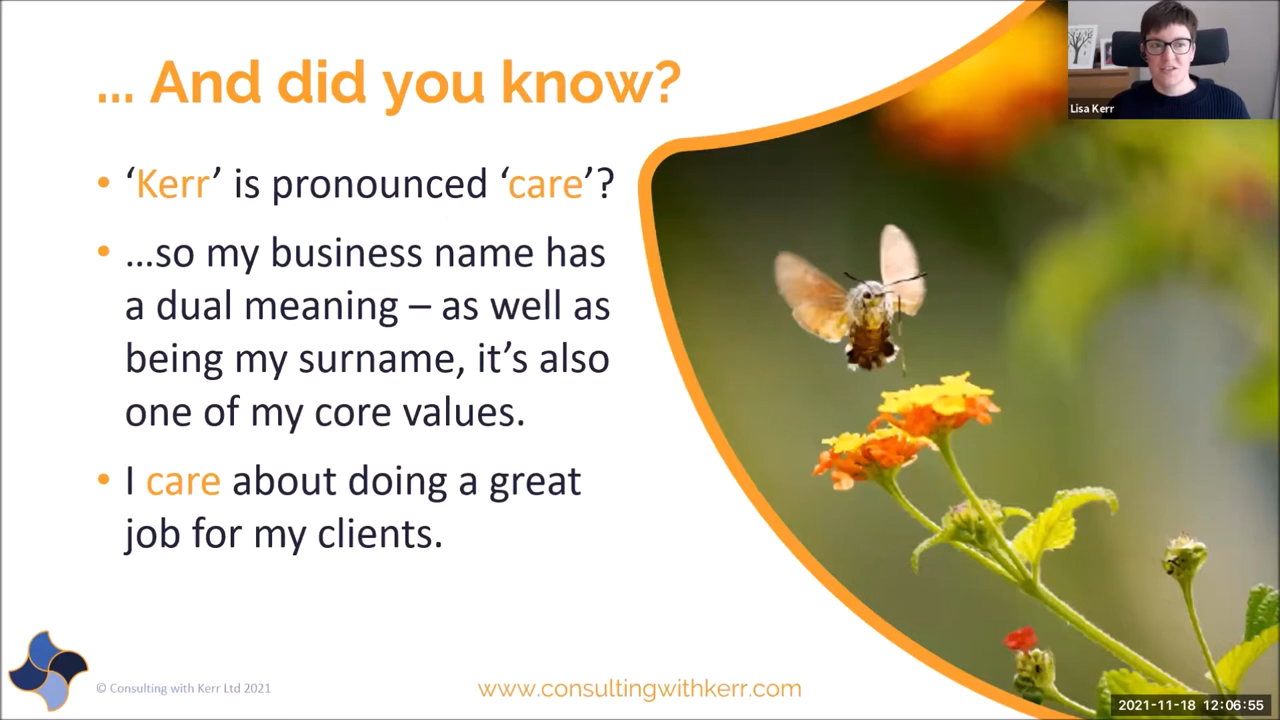 ... And did you know?
• ‘Kerr’ is pronounced ‘care’?
• ...so my business name has
a dual meaning – as well as
being my surname, it’s also
one of my core values.
• I care about doing a great
job for my clients.
© Consulting with Kerr Ltd 2021
www.consultingwithkerr.com
Lisa Kerr
2021-11-18 12:06:55